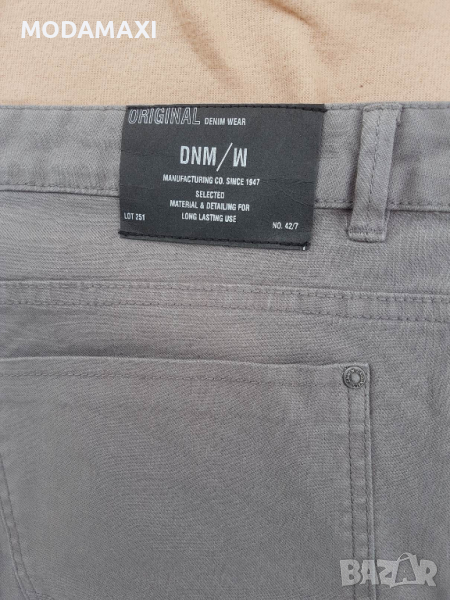 MODAMAXI
ORIGINAL DENIM WEAR
DNM/W
MANUFACTURING CO. SINCE 1947
SELECTED
MATERIAL & DETAILING FOR
LONG LASTING USE
LOT 251
NO. 42/7
BAZAR